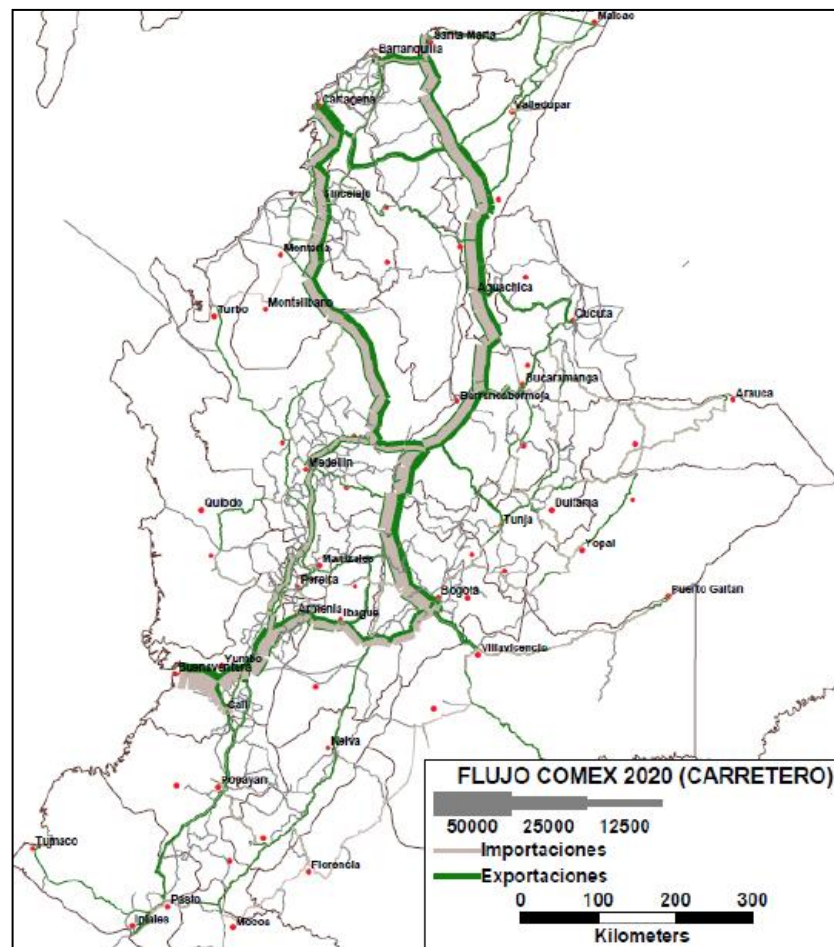 Maicao
Santa Marta
Barranquilla
Cartagena
Valledupar
Sincelejo
Monteria
Aguachica
Turbo
Montelibano
Cucuta
Bucaramanga
Barrancabermeja
Arauca
Medellin
Quibdo
Duitama
Tunja
Yopal
Manizales
Pereira
Bogota
Puerto Gaitan
Armenia
Ibague
Villavicencio
Buenaventura
Yumbo
Cali
Neiva
Popayan
Tumaco
Florencia
Pasto
Ipiales
Mocoa
FLUJO COMEX 2020 (CARRETERO)
50000 25000 12500
Importaciones
Exportaciones
0 100 200 300
Kilometers